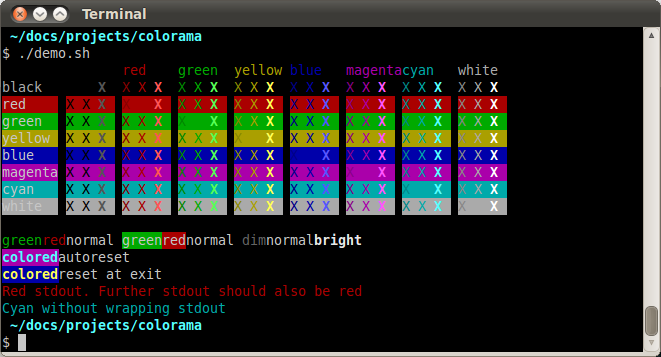 Terminal
~/docs/projects/colorama
$ ./demo.sh
red green yellow blue magentacyan white
black X X X X X X X X X X X X X X X X X X X X X X
red X X X X X X X X X X X X X X X X X X X X X X X
green X X X X X X X X X X X X X X X X X X X X X X X
yellow X X X X X X X X X X X X X X X X X X X X X X X
blue X X X X X X X X X X X X X X X X X X X X X X X
magenta X X X X X X X X X X X X X X X X X X X X X X X
cyan X X X X X X X X X X X X X X X X X X X X X X X
white X X X X X X X X X X X X X X X X X X X X X X X
greenrednormal greenrednormal dimnormalbright
coloredautoreset
coloredreset at exit
Red stdout. Further stdout should also be red
Cyan without wrapping stdout
~/docs/projects/colorama
$